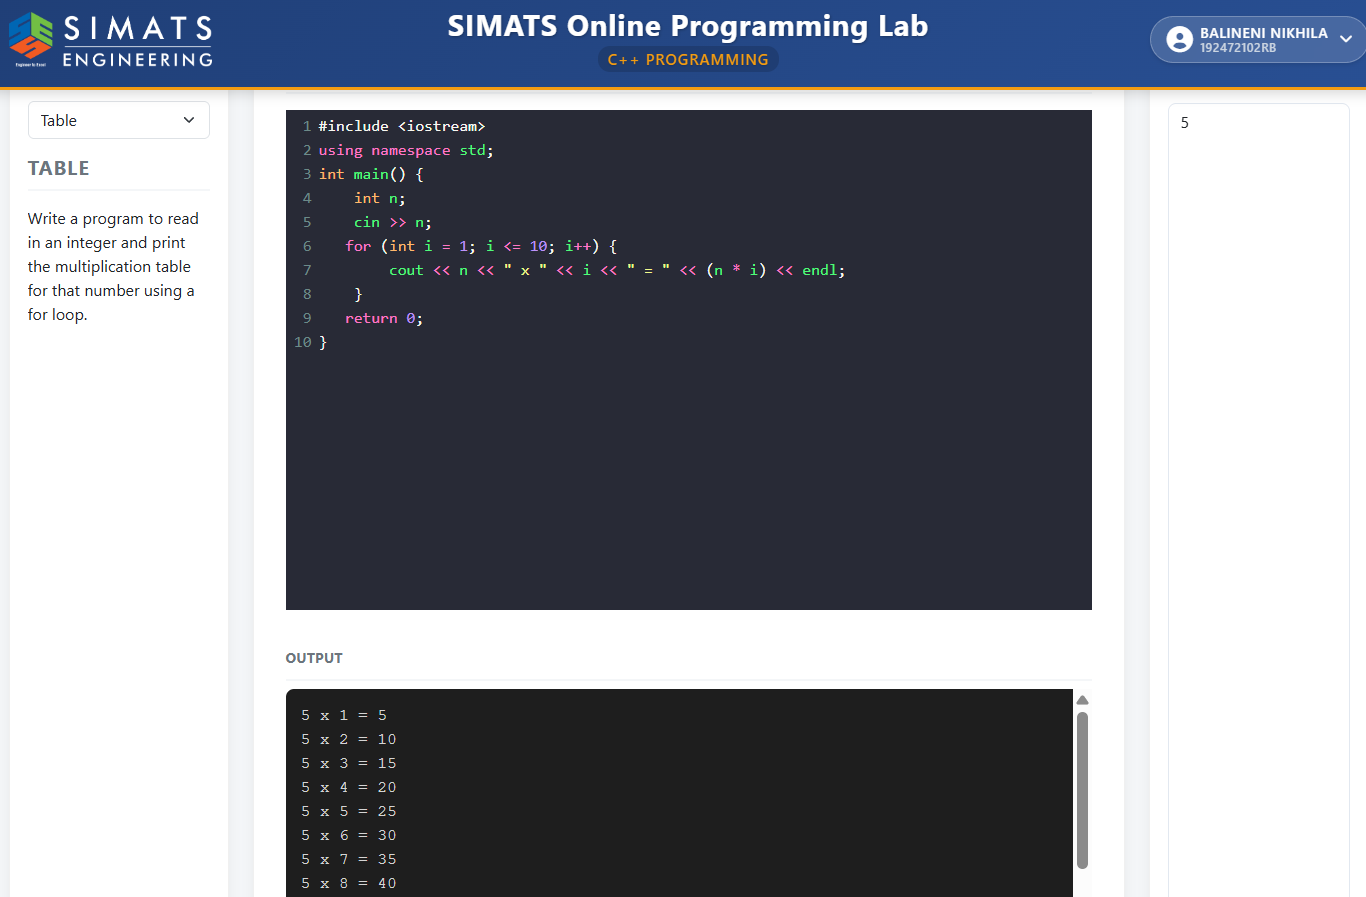 SIMATS
ENGINEERING
Engineer to Excel
SIMATS Online Programming Lab
C++ PROGRAMMING
BALINENI NIKHILA
192472102RB
Table
TABLE
Write a program to read
in an integer and print
the multiplication table
for that number using a
for loop.
1 #include <iostream>
2 using namespace std;
3 int main() {
4     int n;
5     cin >> n;
6    for (int i = 1; i <= 10; i++) {
7         cout << n << " x " << i << " = " << (n * i) << endl;
8     }
9    return 0;
10 }
OUTPUT
5 x 1 = 5
5 x 2 = 10
5 x 3 = 15
5 x 4 = 20
5 x 5 = 25
5 x 6 = 30
5 x 7 = 35
5 x 8 = 40
5